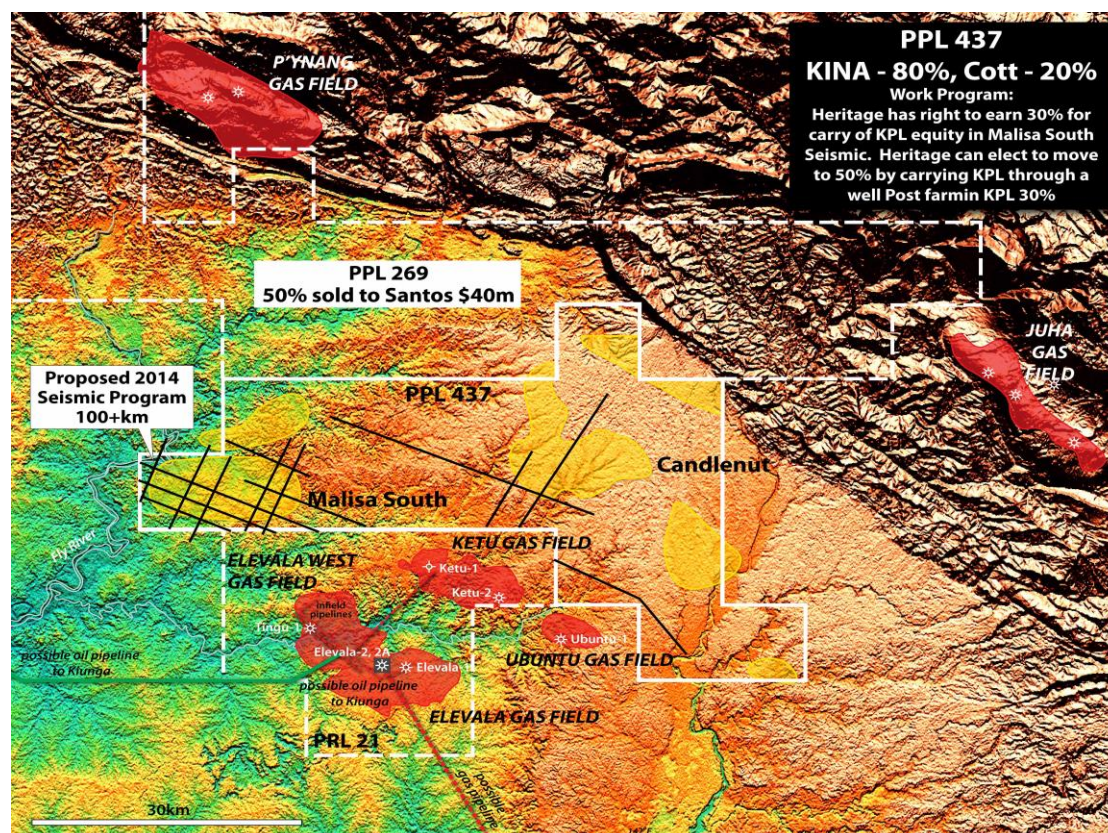 P'YNANG
GAS FIELD
PPL 437
KINA - 80%, Cott - 20%
Work Program:
Heritage has right to earn 30% for
carry of KPL equity in Malisa South
Seismic. Heritage can elect to move
to 50% by carrying KPL through a
well Post farmin KPL 30%
PPL 269
50% sold to Santos $40m
JUHA
GAS
FIELD
Proposed 2014
Seismic Program
100+km
PPL 437
Candlenut
Malisa South
Fly River
KETU GAS FIELD
ELEVALA WEST
GAS FIELD
Ketu-1
Ketu-2
infield
pipelines
Tingu-1
Ubuntu-1
Elevala-2, 2A
Elevala
UBUNTU GAS FIELD
possible oil pipeline
to Kiunga
possible oil pipeline
to Kiunga
ELEVALA GAS FIELD
PRL 21
possible
gas pipeline
30km